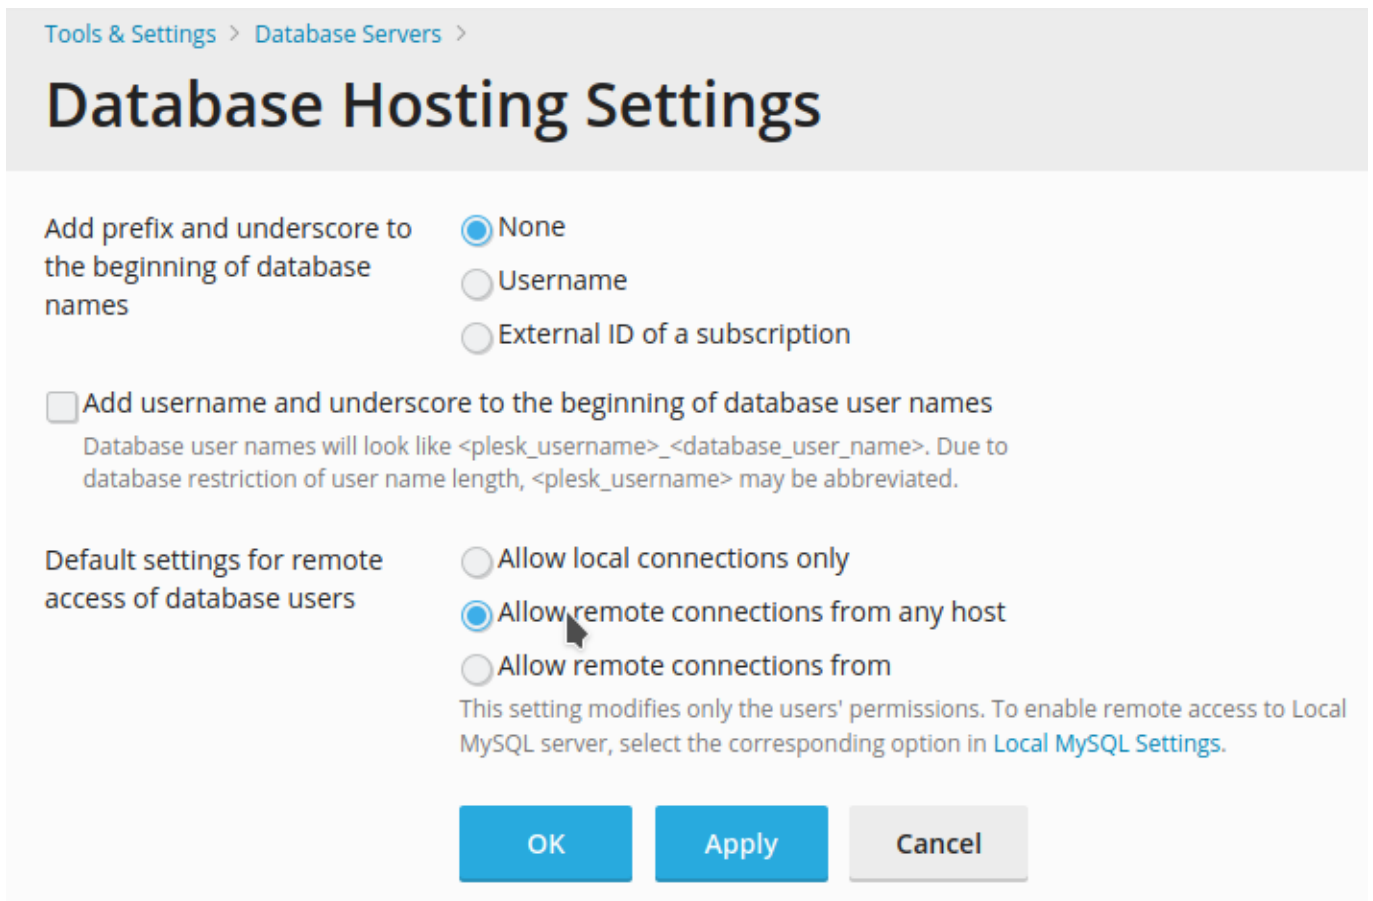 Tools & Settings > Database Servers >
Database Hosting Settings
Add prefix and underscore to
the beginning of database
names
None
Username
External ID of a subscription
Add username and underscore to the beginning of database user names
Database user names will look like <plesk_username>_<database_user_name>. Due to
database restriction of user name length, <plesk_username> may be abbreviated.
Default settings for remote
access of database users
Allow local connections only
Allow remote connections from any host
Allow remote connections from
This setting modifies only the users' permissions. To enable remote access to Local
MySQL server, select the corresponding option in Local MySQL Settings.
OK
Apply
Cancel